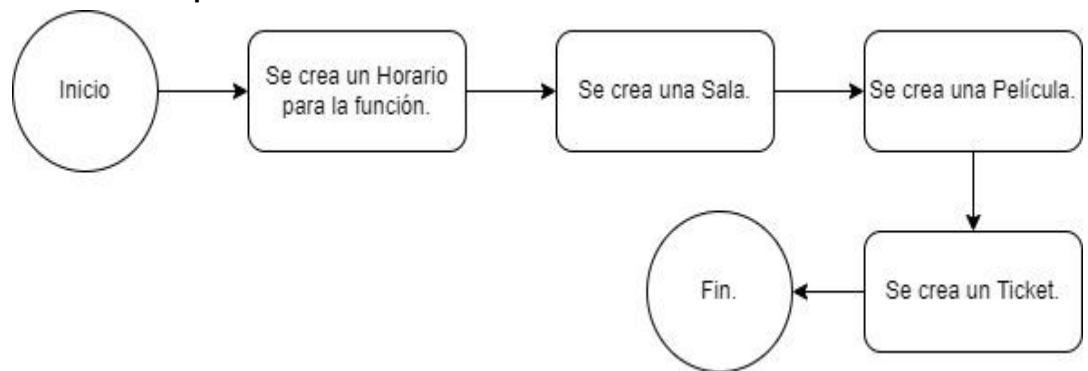 Inicio
Se crea un Horario
para la función.
Se crea una Sala.
Se crea una Película.
Se crea un Ticket.
Fin.